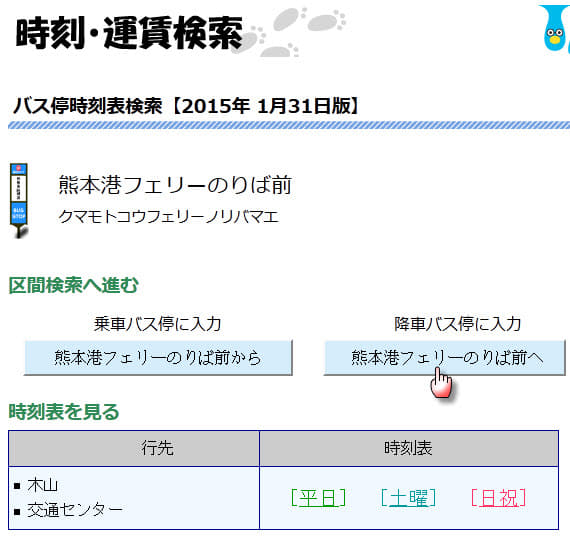 時刻・運賃検索
バス停時刻表検索【2015年 1月31日版】
熊本港フェリーのりば前
クマモトコウフェリーノリバマエ
区間検索へ進む
乗車バス停に入力 降車バス停に入力
熊本港フェリーのりば前から 熊本港フェリーのりば前へ
時刻表を見る
行先 時刻表
■ 木山
■ 交通センター
[平日] [土曜] [日祝]